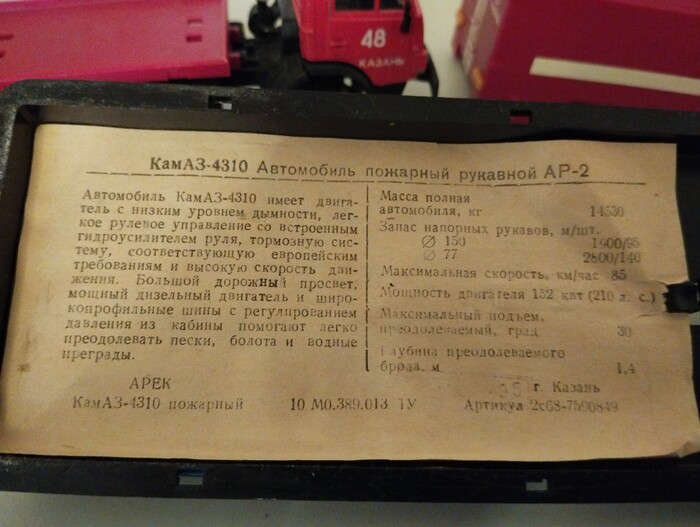 48
КАЗАНЬ
КамАЗ-4310 Автомобиль пожарный рукавной АР-2
Автомобиль КамАЗ-4310 имеет двига-
тель с низким уровнем дымности, лег-
кое рулевое управление со встроенным
гидроусилителем руля, тормозную сис-
тему, соответствующую европейским
требованиям и высокую скорость дви-
жения. Большой дорожный просвет,
мощный дизельный двигатель и широ-
копрофильные шины с регулированием
давления из кабины помогают легко
преодолевать пески, болота и водные
преграды.
Масса полная
автомобиля, кг 14530
Запас напорных рукавов, м/шт.
∅ 150 1900/95
∅ 77 2800/140
Максимальная скорость, км/час 85
Мощность двигателя 152 квт (210 л. с.)
Максимальный подъем,
преодолеваемый, град 30
Глубина преодолеваемого
брода, м 1,4
АРЕК
КамАЗ-4310 пожарный 10 МО.389.013 ТУ
г. Казань
Артикул